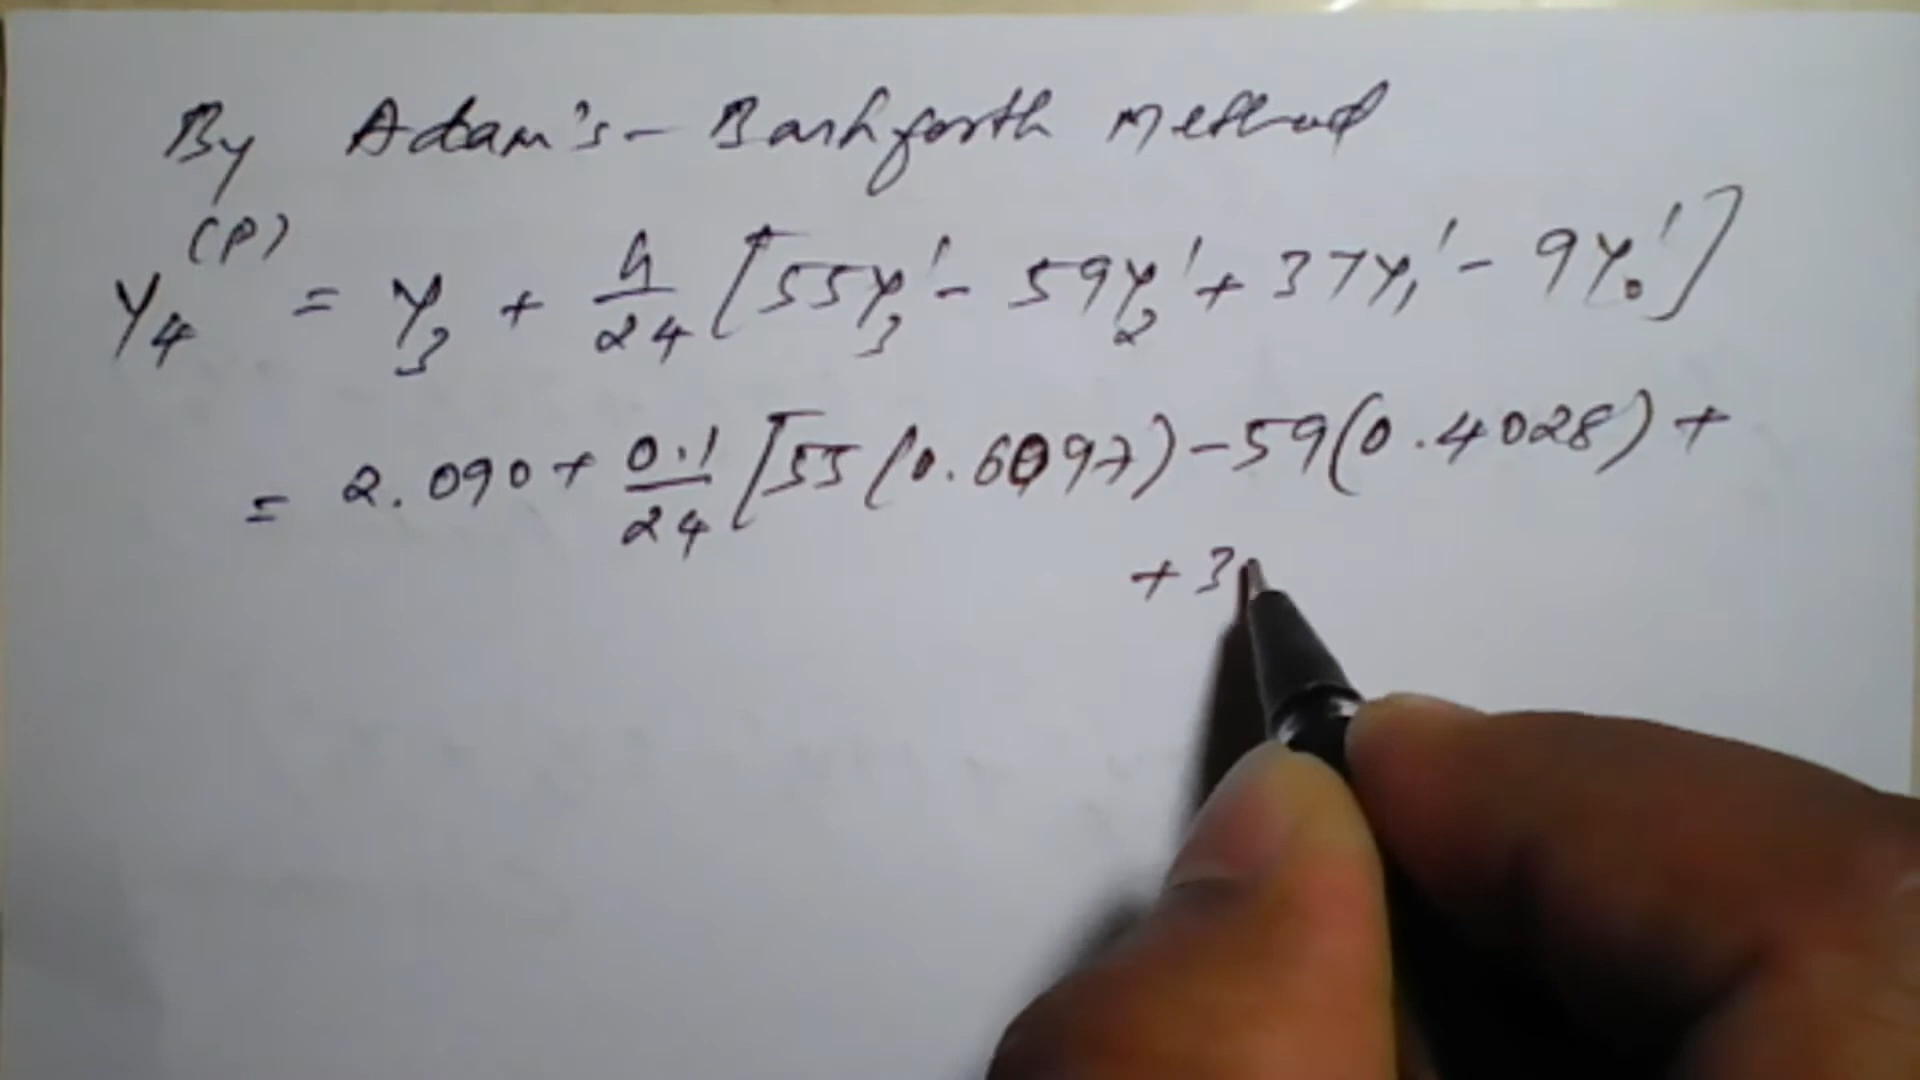 By Adam's - Bashforth Method
y₄⁽ᵖ⁾ = y₃ + h/24 [55y₃' - 59y₂' + 37y₁' - 9y₀']
= 2.090 + 0.1/24 [55(0.6097) - 59(0.4028) +
+ 3